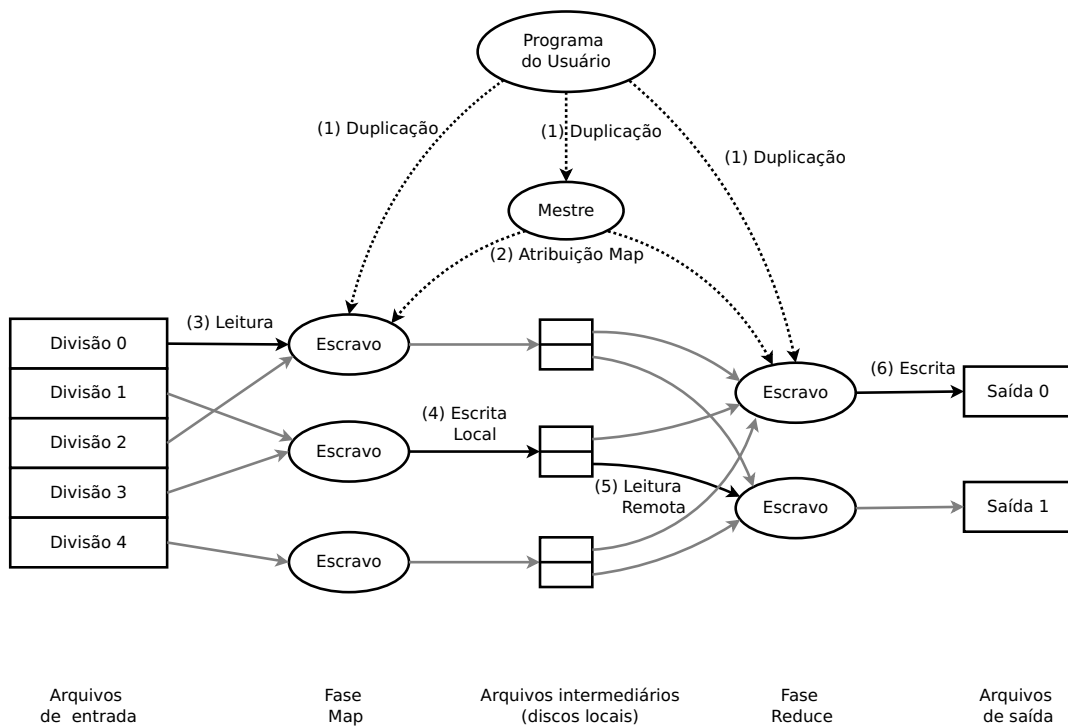 Programa
do Usuário
(1) Duplicação
(1) Duplicação
(1) Duplicação
Mestre
(2) Atribuição Map
(3) Leitura
Divisão 0
Divisão 1
Divisão 2
Divisão 3
Divisão 4
Escravo
Escravo
Escravo
(4) Escrita
Local
(5) Leitura
Remota
Escravo
Escravo
(6) Escrita
Saída 0
Saída 1
Arquivos
de entrada
Fase
Map
Arquivos intermediários
(discos locais)
Fase
Reduce
Arquivos
de saída